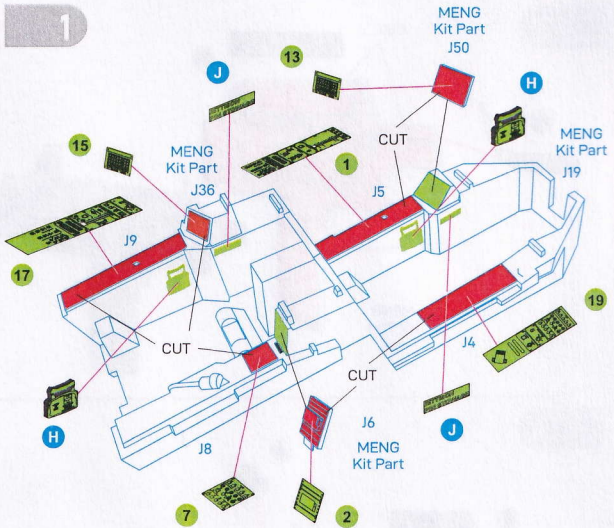 1
MENG
Kit Part
J50
13
J
H
CUT
15
MENG
Kit Part
J36
1
MENG
Kit Part
J19
J5
J9
17
19
CUT
CUT
J4
H
J8
J6
MENG
Kit Part
J
7
2